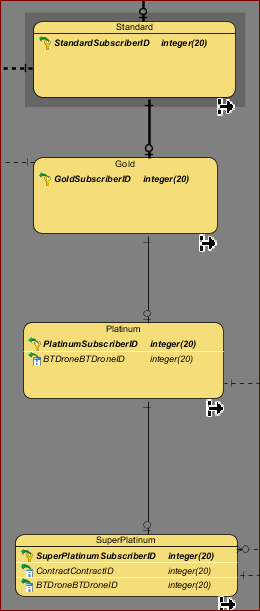 Standard
StandardSubscriberID integer(20)
Gold
GoldSubscriberID integer(20)
Platinum
PlatinumSubscriberID integer(20)
BTDroneBTDroneID integer(20)
SuperPlatinum
SuperPlatinumSubscriberID integer(20)
ContractContractID integer(20)
BTDroneBTDroneID integer(20)